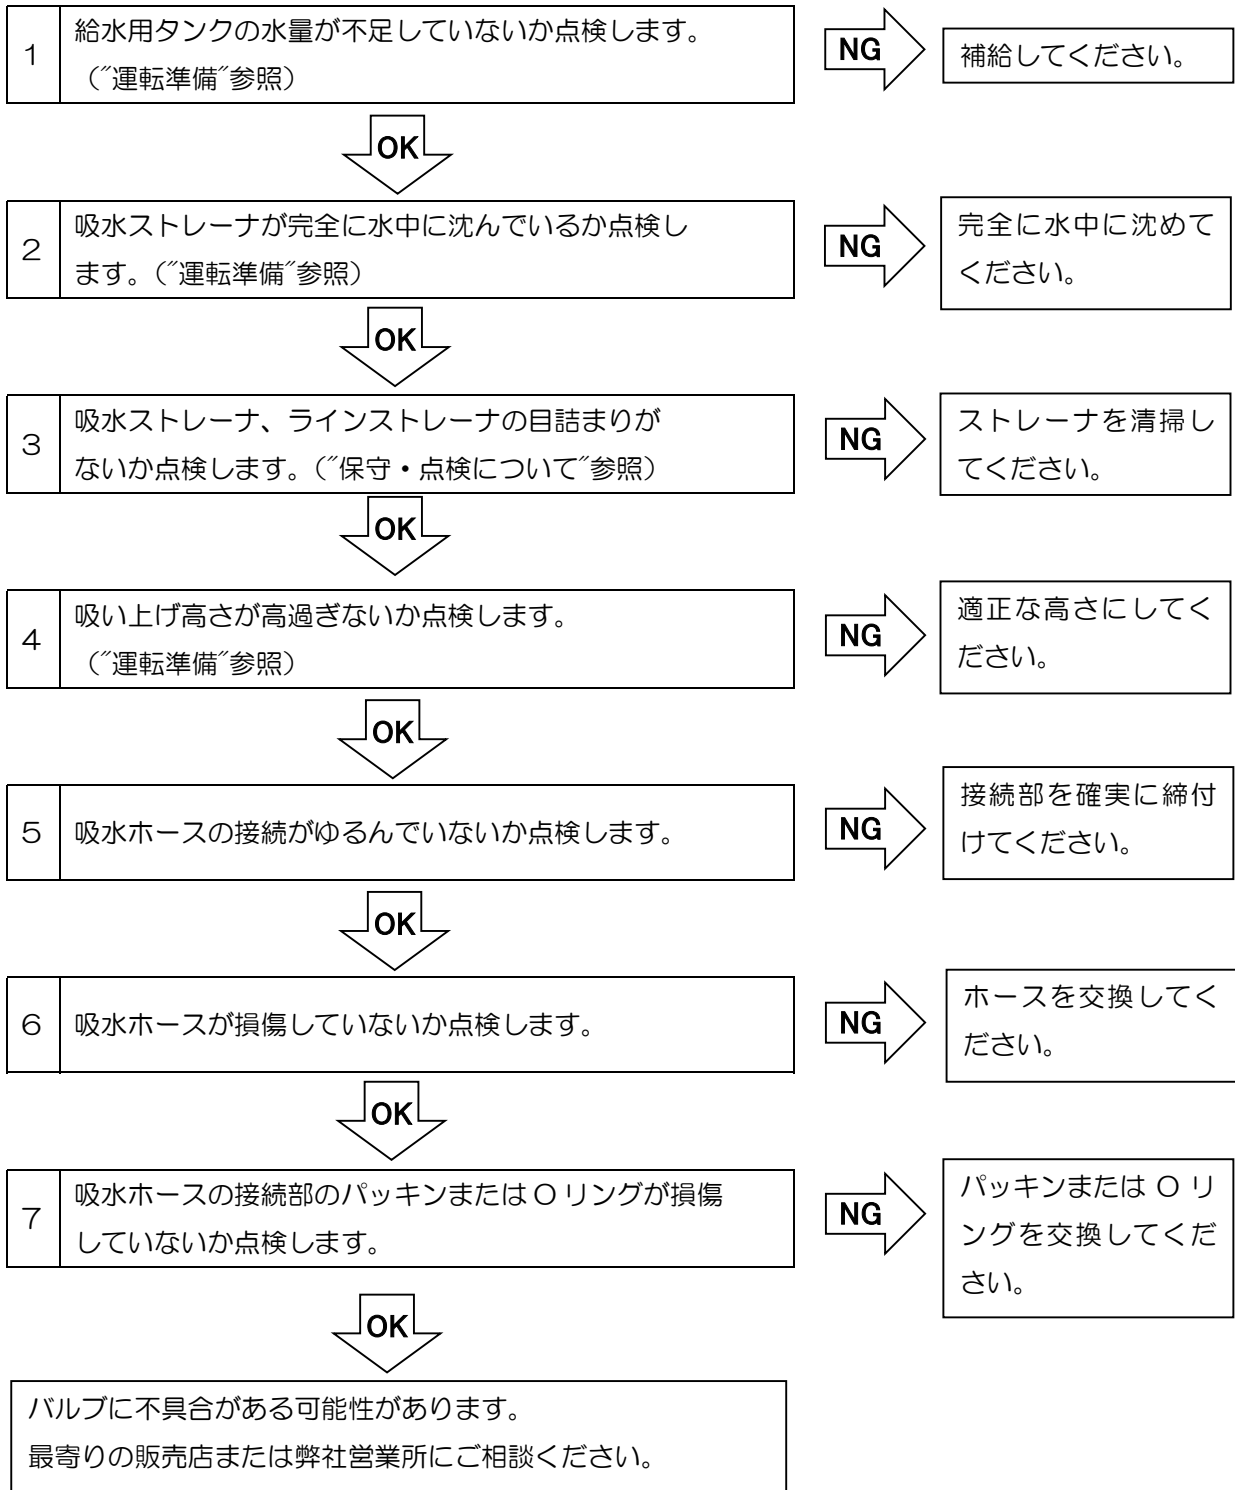 1
給水用タンクの水量が不足していないか点検します。
（˝運転準備˝参照）
NG
補給してください。
OK
2
吸水ストレーナが完全に水中に沈んでいるか点検し
ます。（˝運転準備˝参照）
NG
完全に水中に沈めて
ください。
OK
3
吸水ストレーナ、ラインストレーナの目詰まりが
ないか点検します。（˝保守・点検について˝参照）
NG
ストレーナを清掃し
てください。
OK
4
吸い上げ高さが高過ぎないか点検します。
（˝運転準備˝参照）
NG
適正な高さにしてく
ださい。
OK
5
吸水ホースの接続がゆるんでいないか点検します。
NG
接続部を確実に締付
けてください。
OK
6
吸水ホースが損傷していないか点検します。
NG
ホースを交換してく
ださい。
OK
7
吸水ホースの接続部のパッキンまたは O リングが損傷
していないか点検します。
NG
パッキンまたは O リ
ングを交換してくだ
さい。
OK
バルブに不具合がある可能性があります。
最寄りの販売店または弊社営業所にご相談ください。